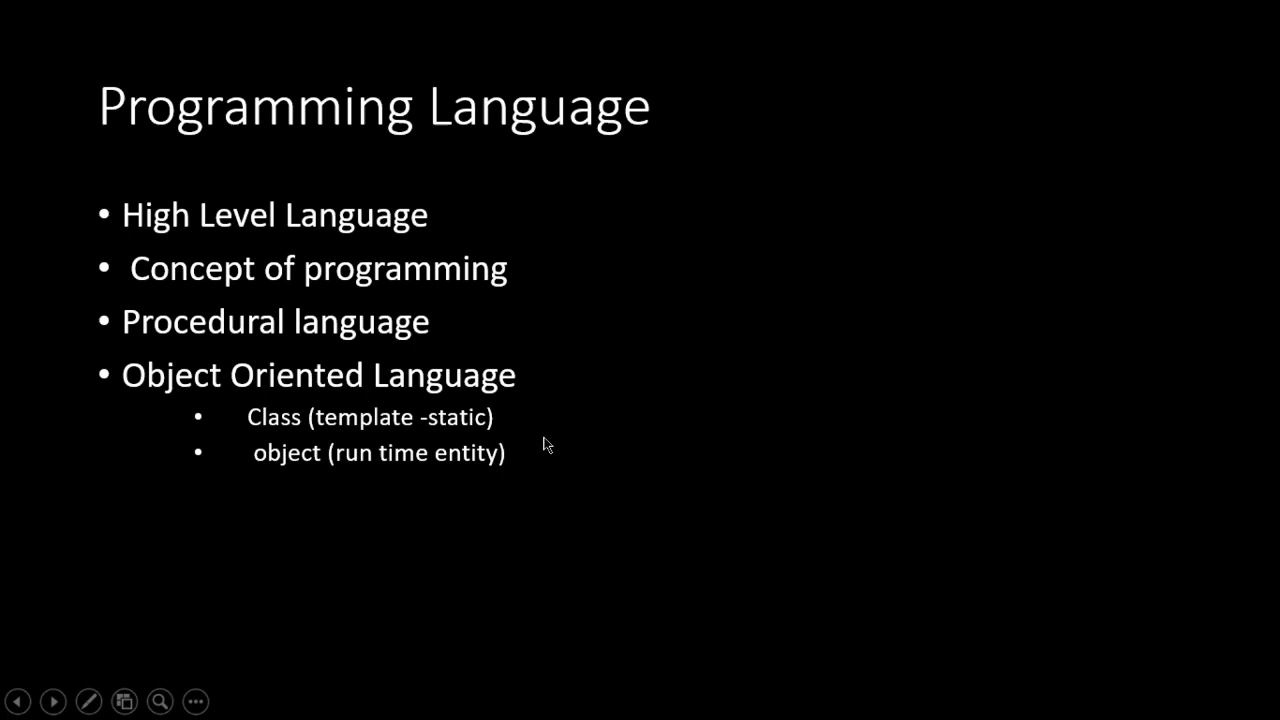 Programming Language
• High Level Language
• Concept of programming
• Procedural language
• Object Oriented Language
• Class (template -static)
• object (run time entity)